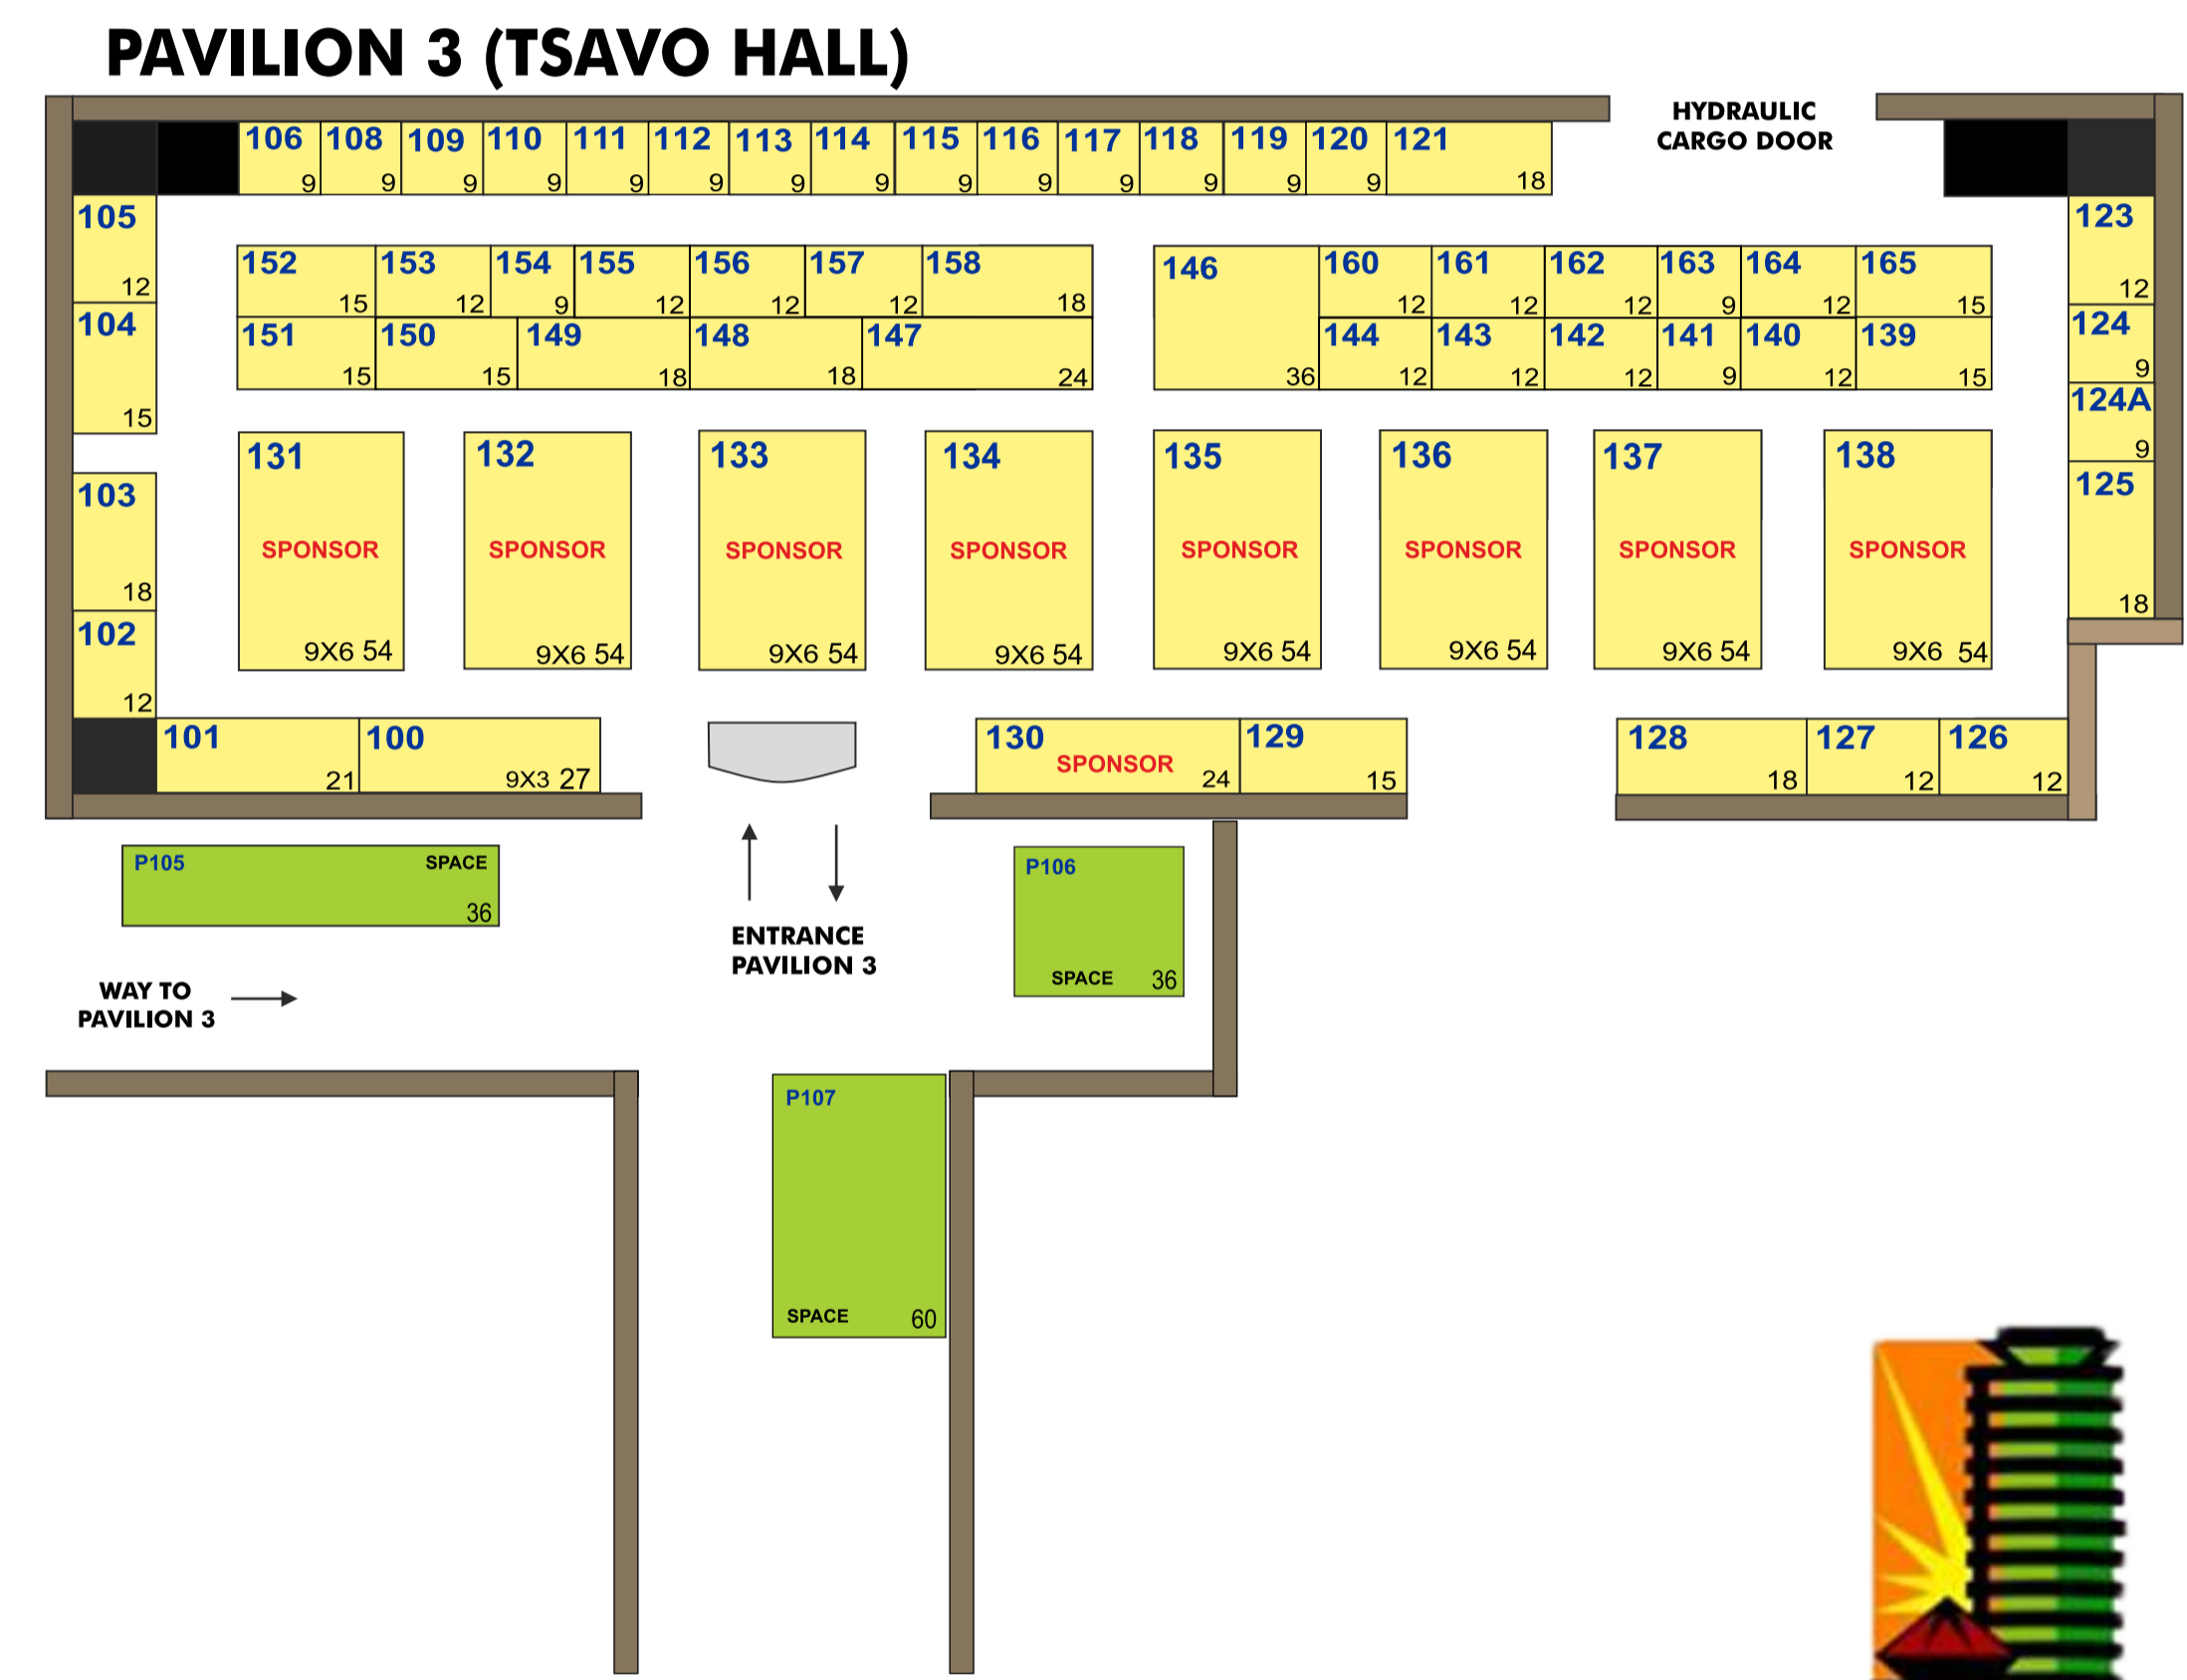 PAVILION 3 (TSAVO HALL)
HYDRAULIC
CARGO DOOR
106 108 109 110 111 112 113 114 115 116 117 118 119 120 121
9 9 9 9 9 9 9 9 9 9 9 9 9 9 18
105
12
104
15
103
18
102
12
152 153 154 155 156 157 158
15 12 9 12 12 12 18
151 150 149 148 147
15 15 18 18 24
146
36
160 161 162 163 164 165
12 12 12 9 12 15
144 143 142 141 140 139
12 12 12 9 12 15
123
12
124
9
124A
9
125
18
131 132 133 134 135 136 137 138
SPONSOR SPONSOR SPONSOR SPONSOR SPONSOR SPONSOR SPONSOR SPONSOR
9X6 54 9X6 54 9X6 54 9X6 54 9X6 54 9X6 54 9X6 54 9X6 54
101 100
21 9X3 27
130 129
SPONSOR
24 15
128 127 126
18 12 12
P105 SPACE
36
P106
SPACE 36
ENTRANCE
PAVILION 3
WAY TO
PAVILION 3
P107
SPACE 60